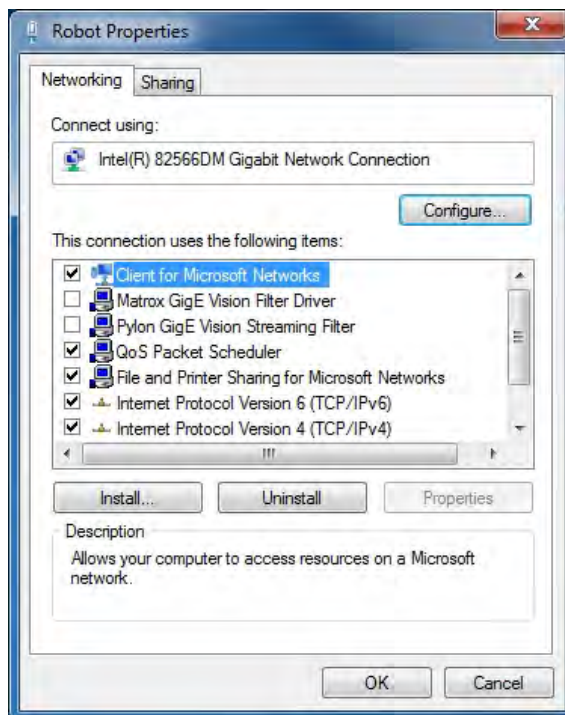 Robot Properties
Networking
Sharing
Connect using:
Intel(R) 82566DM Gigabit Network Connection
Configure...
This connection uses the following items:
Client for Microsoft Networks
Matrox GigE Vision Filter Driver
Pylon GigE Vision Streaming Filter
QoS Packet Scheduler
File and Printer Sharing for Microsoft Networks
Internet Protocol Version 6 (TCP/IPv6)
Internet Protocol Version 4 (TCP/IPv4)
Install...
Uninstall
Properties
Description
Allows your computer to access resources on a Microsoft
network.
OK
Cancel